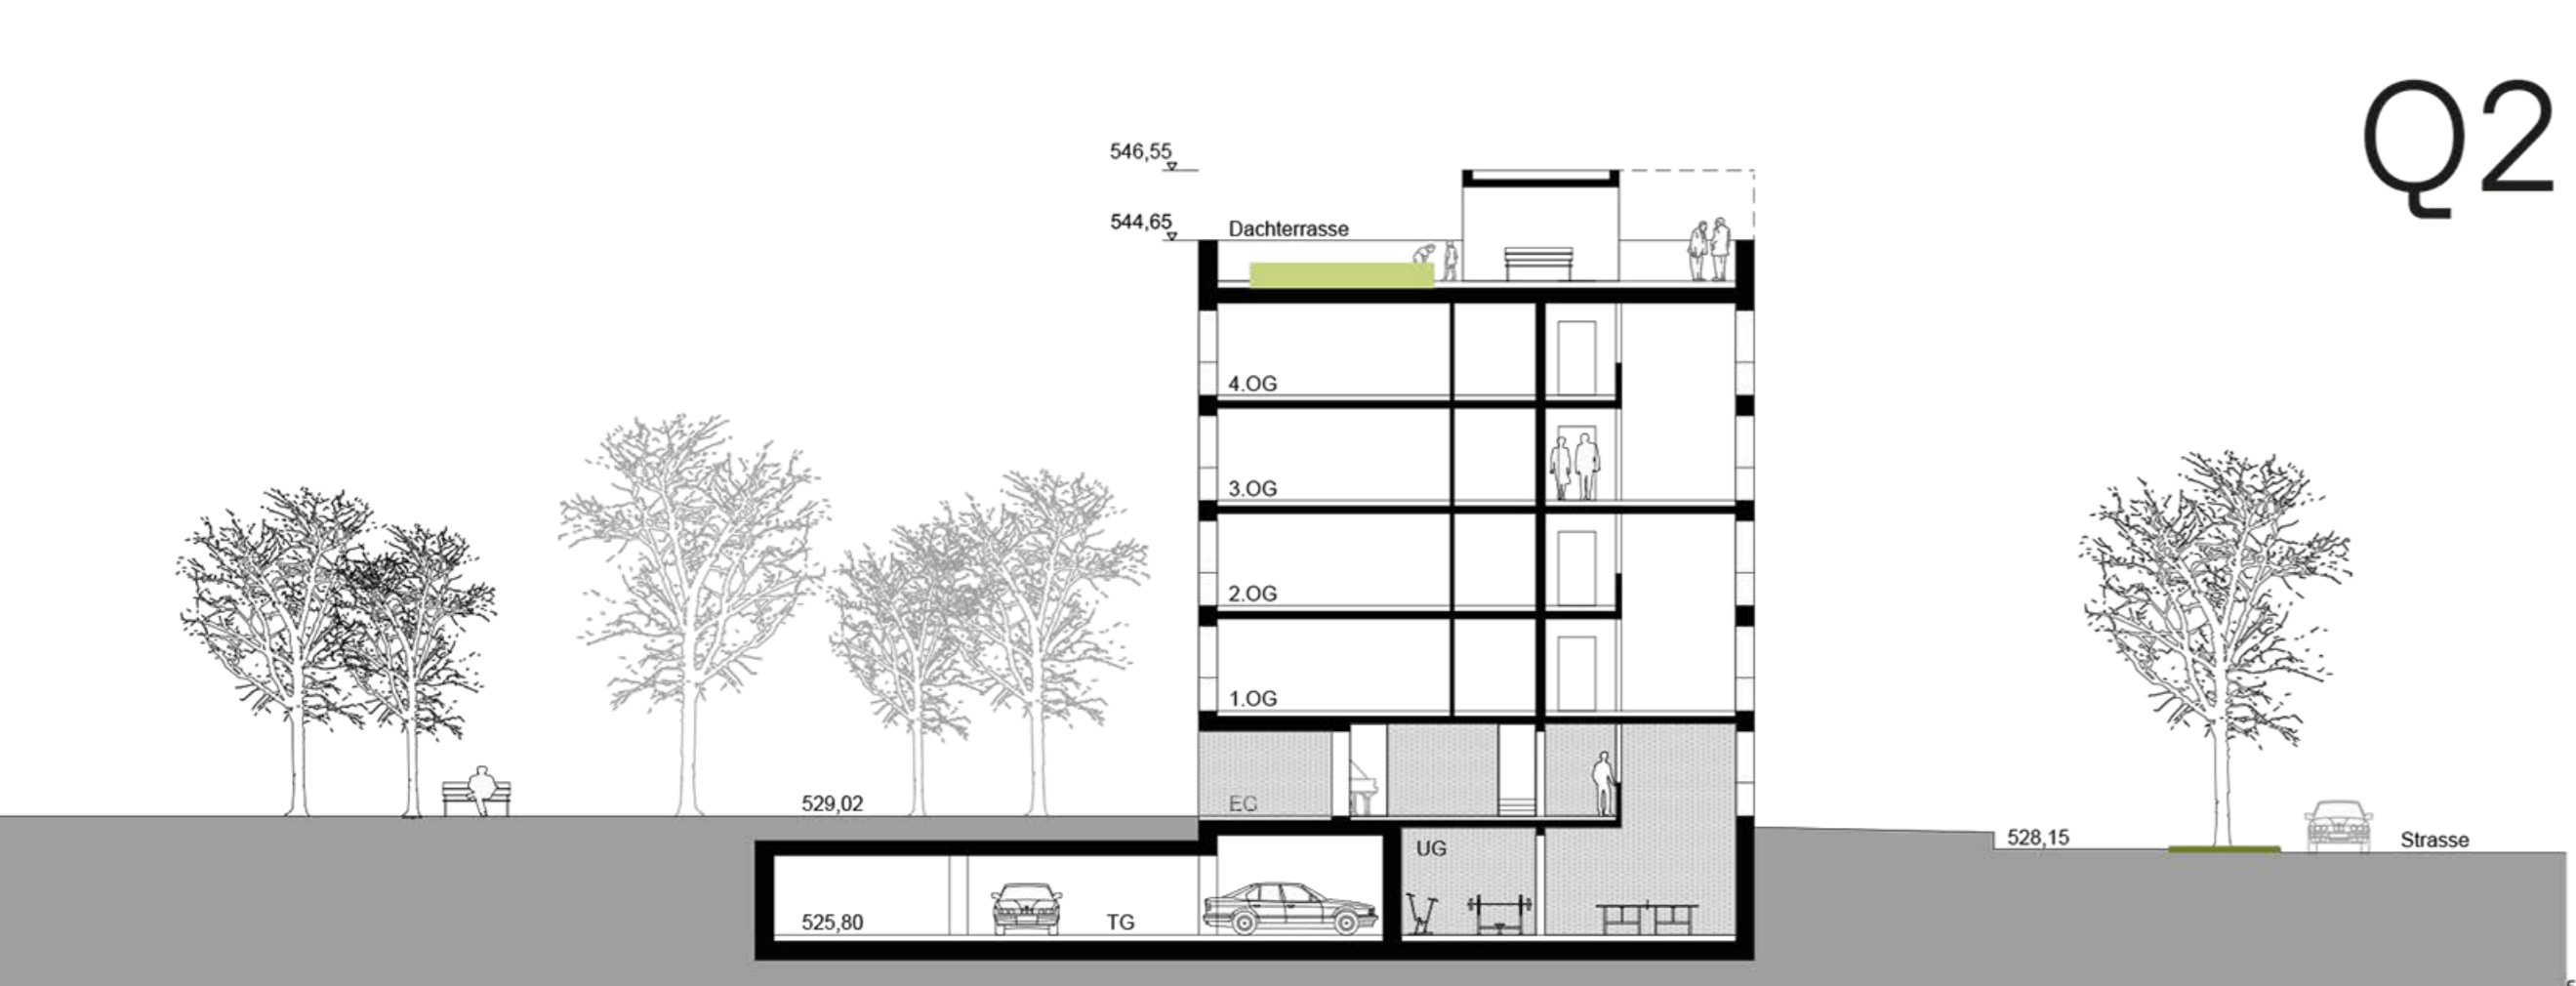 Q2
546,55
544,65
Dachterrasse
4.OG
3.OG
2.OG
1.OG
529,02
EG
528,15
Strasse
UG
525,80
TG